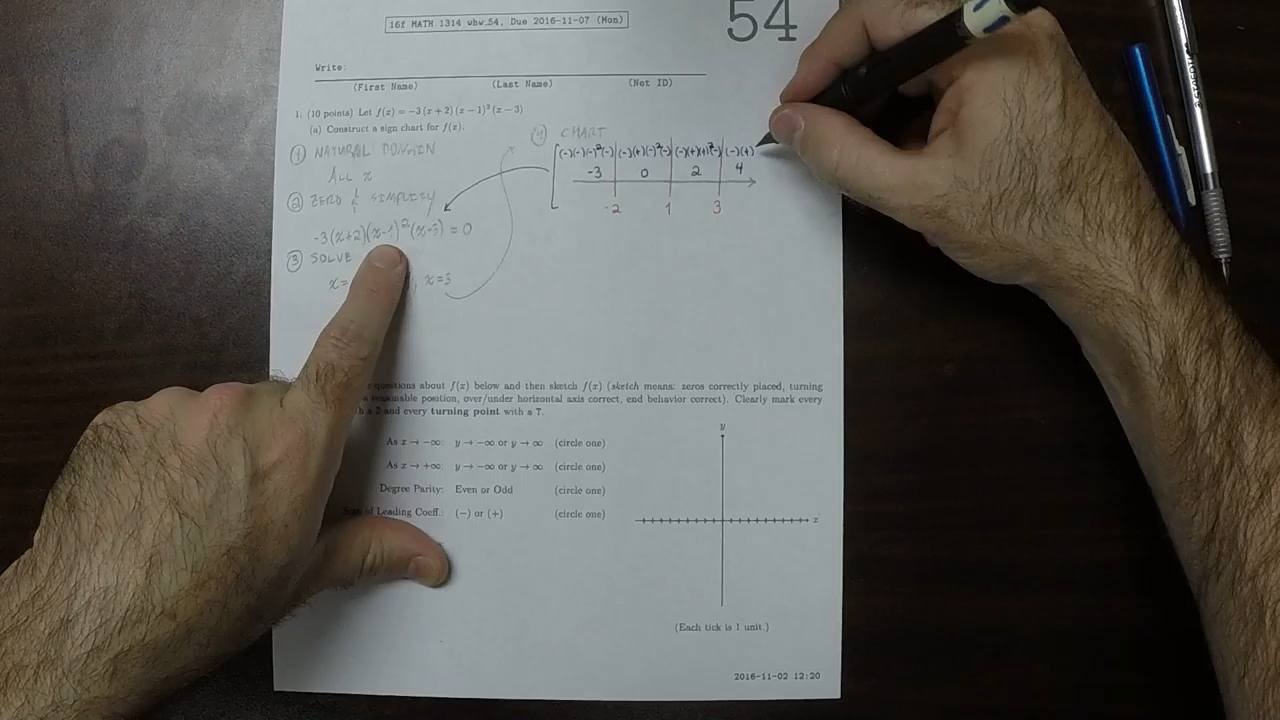 16f MATH 1314 whw.54, Due 2016-11-07 (Mon)
54
Write:
(First Name) (Last Name) (Net ID)
1. (10 points) Let f(x) = −3(x+2)(x−1)²(x−3)
(a) Construct a sign chart for f(x).
① NATURAL DOMAIN
ALL x
② ZERO & SIMPLIFY
-3(x+2)(x-1)²(x-3) = 0
③ SOLVE
x= , x=3
④ CHART
(-)(-)(-)²(-) (-)(+)(-)²(-) (-)(+)(+)²(-) (-)(+)
-3 0 2 4
-2 1 3
questions about f(x) below and then sketch f(x) (sketch means: zeros correctly placed, turning
reasonable position, over/under horizontal axis correct, end behavior correct). Clearly mark every
a Z and every turning point with a T.
As x → −∞: y → −∞ or y → ∞ (circle one)
As x → +∞: y → −∞ or y → ∞ (circle one)
Degree Parity: Even or Odd (circle one)
Sign of Leading Coeff.: (−) or (+) (circle one)
y
x
(Each tick is 1 unit.)
2016-11-02 12:20